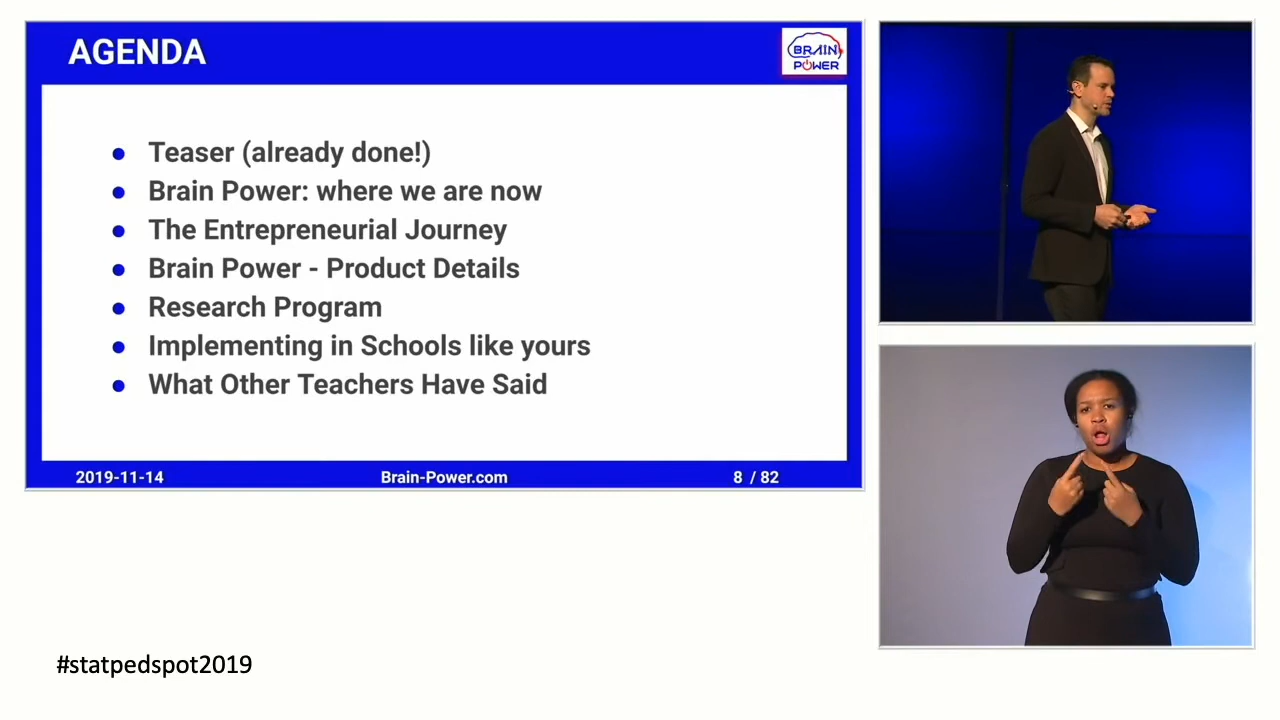 AGENDA
BRAIN
POWER
Teaser (already done!)
Brain Power: where we are now
The Entrepreneurial Journey
Brain Power - Product Details
Research Program
Implementing in Schools like yours
What Other Teachers Have Said
2019-11-14
Brain-Power.com
8 / 82
#statpedspot2019